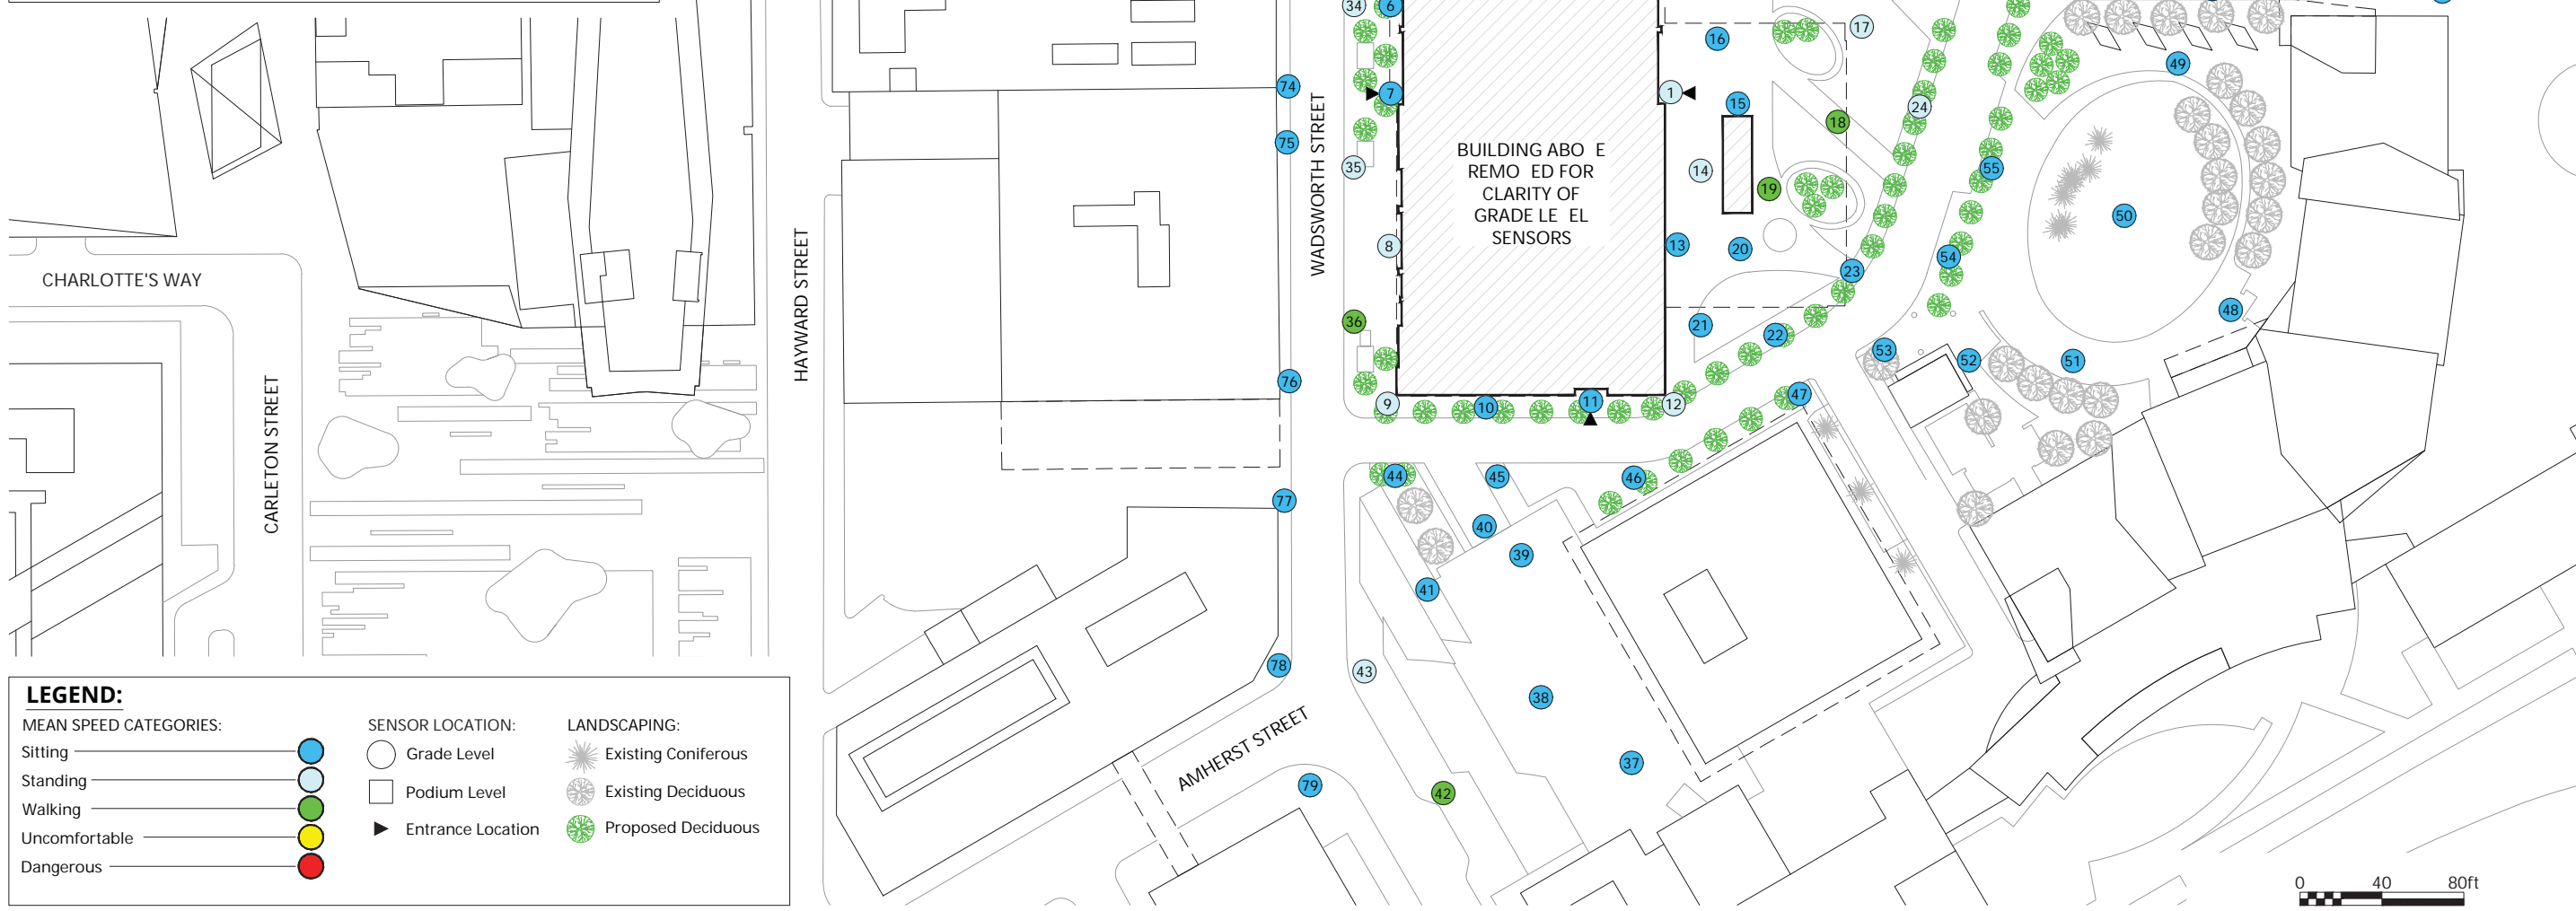 34
6
17
16
49
74
7
1
15
24
18
75
WADSWORTH STREET
BUILDING ABO E
REMO ED FOR
CLARITY OF
GRADE LE EL
SENSORS
35
14
19
55
50
8
13
20
54
23
CHARLOTTE'S WAY
HAYWARD STREET
36
21
22
48
53
52
51
76
9
10
11
12
47
CARLETON STREET
44
45
46
77
40
39
41
78
43
38
AMHERST STREET
37
79
42
LEGEND:
MEAN SPEED CATEGORIES:
Sitting
Standing
Walking
Uncomfortable
Dangerous
SENSOR LOCATION:
Grade Level
Podium Level
Entrance Location
LANDSCAPING:
Existing Coniferous
Existing Deciduous
Proposed Deciduous
0 40 80ft